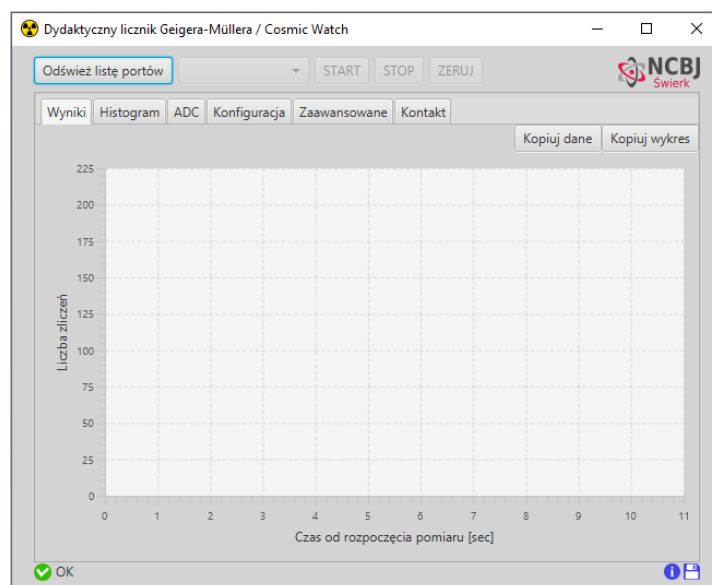 Dydaktyczny licznik Geigera-Müllera / Cosmic Watch
Odśwież listę portów START STOP ZERUJ
NCBJ
Świerk
Wyniki Histogram ADC Konfiguracja Zaawansowane Kontakt
Kopiuj dane Kopiuj wykres
Liczba zliczeń
225
200
175
150
125
100
75
50
25
0
0 1 2 3 4 5 6 7 8 9 10 11
Czas od rozpoczęcia pomiaru [sec]
OK